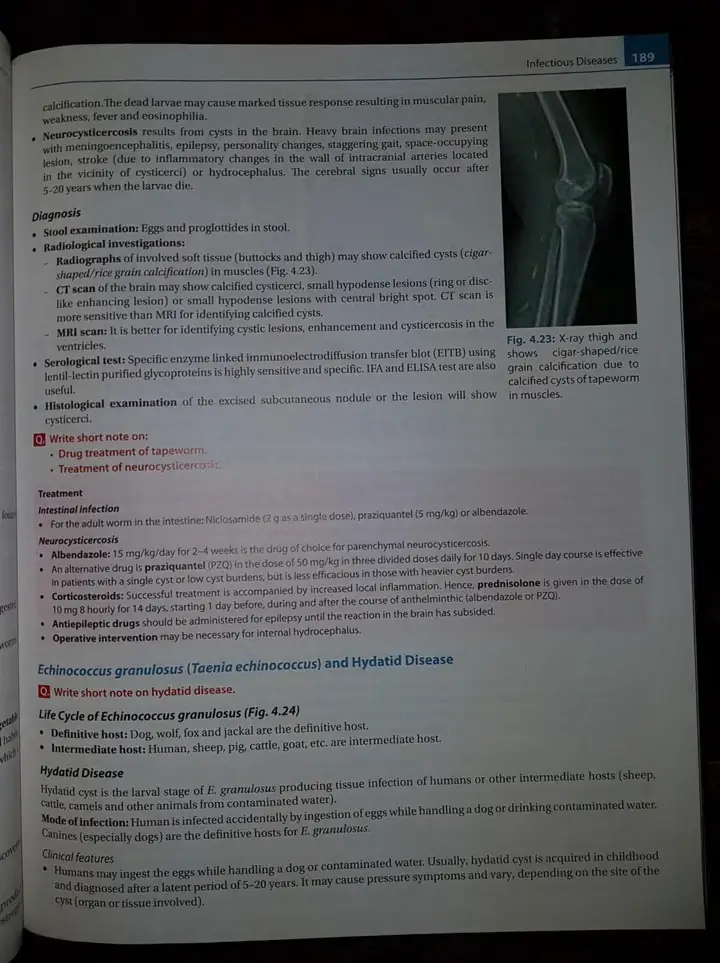 Infectious Diseases 189
calcification. The dead larvae may cause marked tissue response resulting in muscular pain,
weakness, fever and eosinophilia.
• Neurocysticercosis results from cysts in the brain. Heavy brain infections may present
with meningoencephalitis, epilepsy, personality changes, staggering gait, space-occupying
lesion, stroke (due to inflammatory changes in the wall of intracranial arteries located
in the vicinity of cysticerci) or hydrocephalus. The cerebral signs usually occur after
5-20 years when the larvae die.
Diagnosis
• Stool examination: Eggs and proglottides in stool.
• Radiological investigations:
– Radiographs of involved soft tissue (buttocks and thigh) may show calcified cysts (cigar-
shaped/rice grain calcification) in muscles (Fig. 4.23).
– CT scan of the brain may show calcified cysticerci, small hypodense lesions (ring or disc-
like enhancing lesion) or small hypodense lesions with central bright spot. CT scan is
more sensitive than MRI for identifying calcified cysts.
– MRI scan: It is better for identifying cystic lesions, enhancement and cysticercosis in the
ventricles.
• Serological test: Specific enzyme linked immunoelectrodiffusion transfer blot (EITB) using
lentil-lectin purified glycoproteins is highly sensitive and specific. IFA and ELISA test are also
useful.
• Histological examination of the excised subcutaneous nodule or the lesion will show
cysticerci.
Fig. 4.23: X-ray thigh and
shows cigar-shaped/rice
grain calcification due to
calcified cysts of tapeworm
in muscles.
Q. Write short note on:
• Drug treatment of tapeworm.
• Treatment of neurocysticercosis.
Treatment
Intestinal infection
• For the adult worm in the intestine: Niclosamide (2 g as a single dose), praziquantel (5 mg/kg) or albendazole.
Neurocysticercosis
• Albendazole: 15 mg/kg/day for 2–4 weeks is the drug of choice for parenchymal neurocysticercosis.
• An alternative drug is praziquantel (PZQ) in the dose of 50 mg/kg in three divided doses daily for 10 days. Single day course is effective
in patients with a single cyst or low cyst burdens, but is less efficacious in those with heavier cyst burdens.
• Corticosteroids: Successful treatment is accompanied by increased local inflammation. Hence, prednisolone is given in the dose of
10 mg 8 hourly for 14 days, starting 1 day before, during and after the course of anthelminthic (albendazole or PZQ).
• Antiepileptic drugs should be administered for epilepsy until the reaction in the brain has subsided.
• Operative intervention may be necessary for internal hydrocephalus.
Echinococcus granulosus (Taenia echinococcus) and Hydatid Disease
Q. Write short note on hydatid disease.
Life Cycle of Echinococcus granulosus (Fig. 4.24)
• Definitive host: Dog, wolf, fox and jackal are the definitive host.
• Intermediate host: Human, sheep, pig, cattle, goat, etc. are intermediate host.
Hydatid Disease
Hydatid cyst is the larval stage of E. granulosus producing tissue infection of humans or other intermediate hosts (sheep,
cattle, camels and other animals from contaminated water).
Mode of infection: Human is infected accidentally by ingestion of eggs while handling a dog or drinking contaminated water.
Canines (especially dogs) are the definitive hosts for E. granulosus.
Clinical features
• Humans may ingest the eggs while handling a dog or contaminated water. Usually, hydatid cyst is acquired in childhood
and diagnosed after a latent period of 5–20 years. It may cause pressure symptoms and vary, depending on the site of the
cyst (organ or tissue involved).